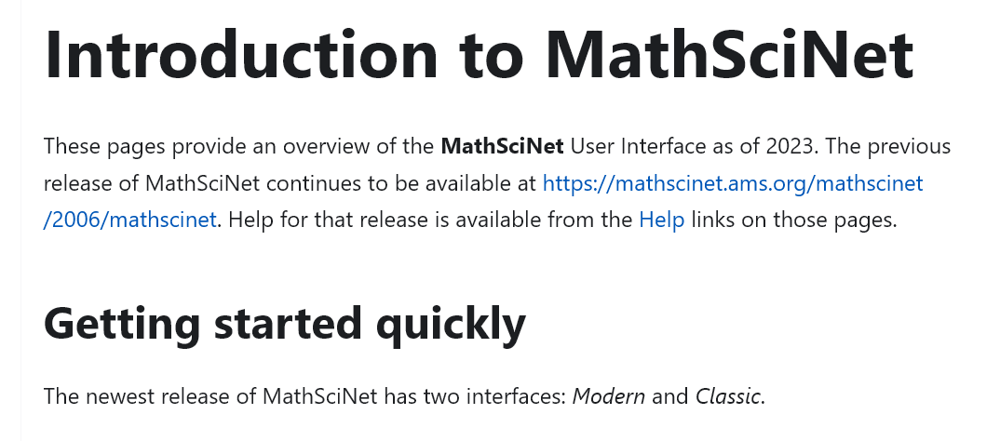 Introduction to MathSciNet
These pages provide an overview of the MathSciNet User Interface as of 2023. The previous
release of MathSciNet continues to be available at https://mathscinet.ams.org/mathscinet
/2006/mathscinet. Help for that release is available from the Help links on those pages.
Getting started quickly
The newest release of MathSciNet has two interfaces: Modern and Classic.